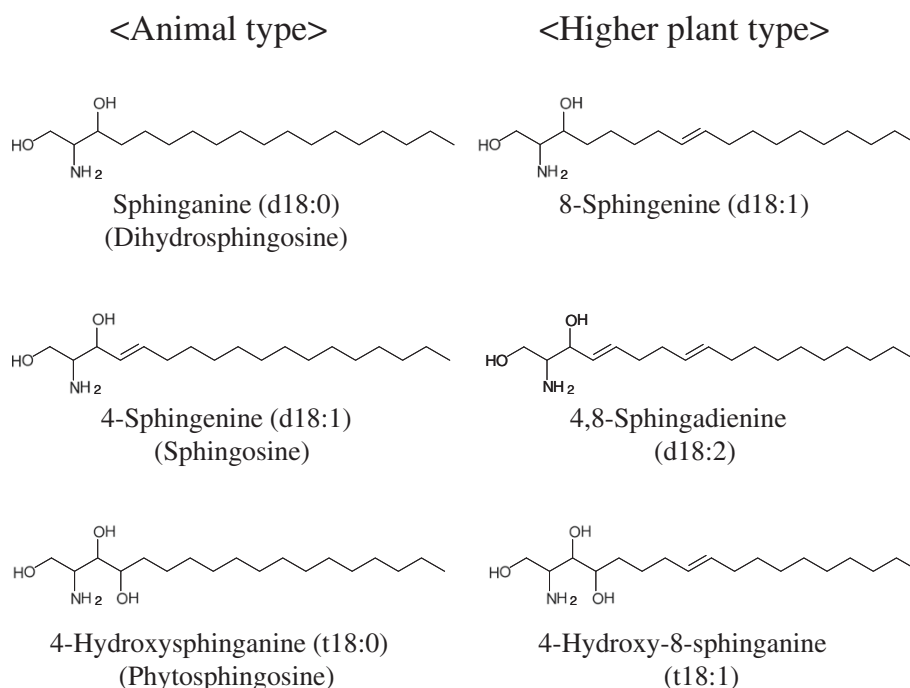 <Animal type>
<Higher plant type>
OH
HO
NH2
Sphinganine (d18:0)
(Dihydrosphingosine)
OH
HO
NH2
8-Sphingenine (d18:1)
OH
HO
NH2
4-Sphingenine (d18:1)
(Sphingosine)
OH
HO
NH2
4,8-Sphingadienine
(d18:2)
OH
HO
NH2 OH
4-Hydroxysphinganine (t18:0)
(Phytosphingosine)
OH
HO
NH2 OH
4-Hydroxy-8-sphinganine
(t18:1)